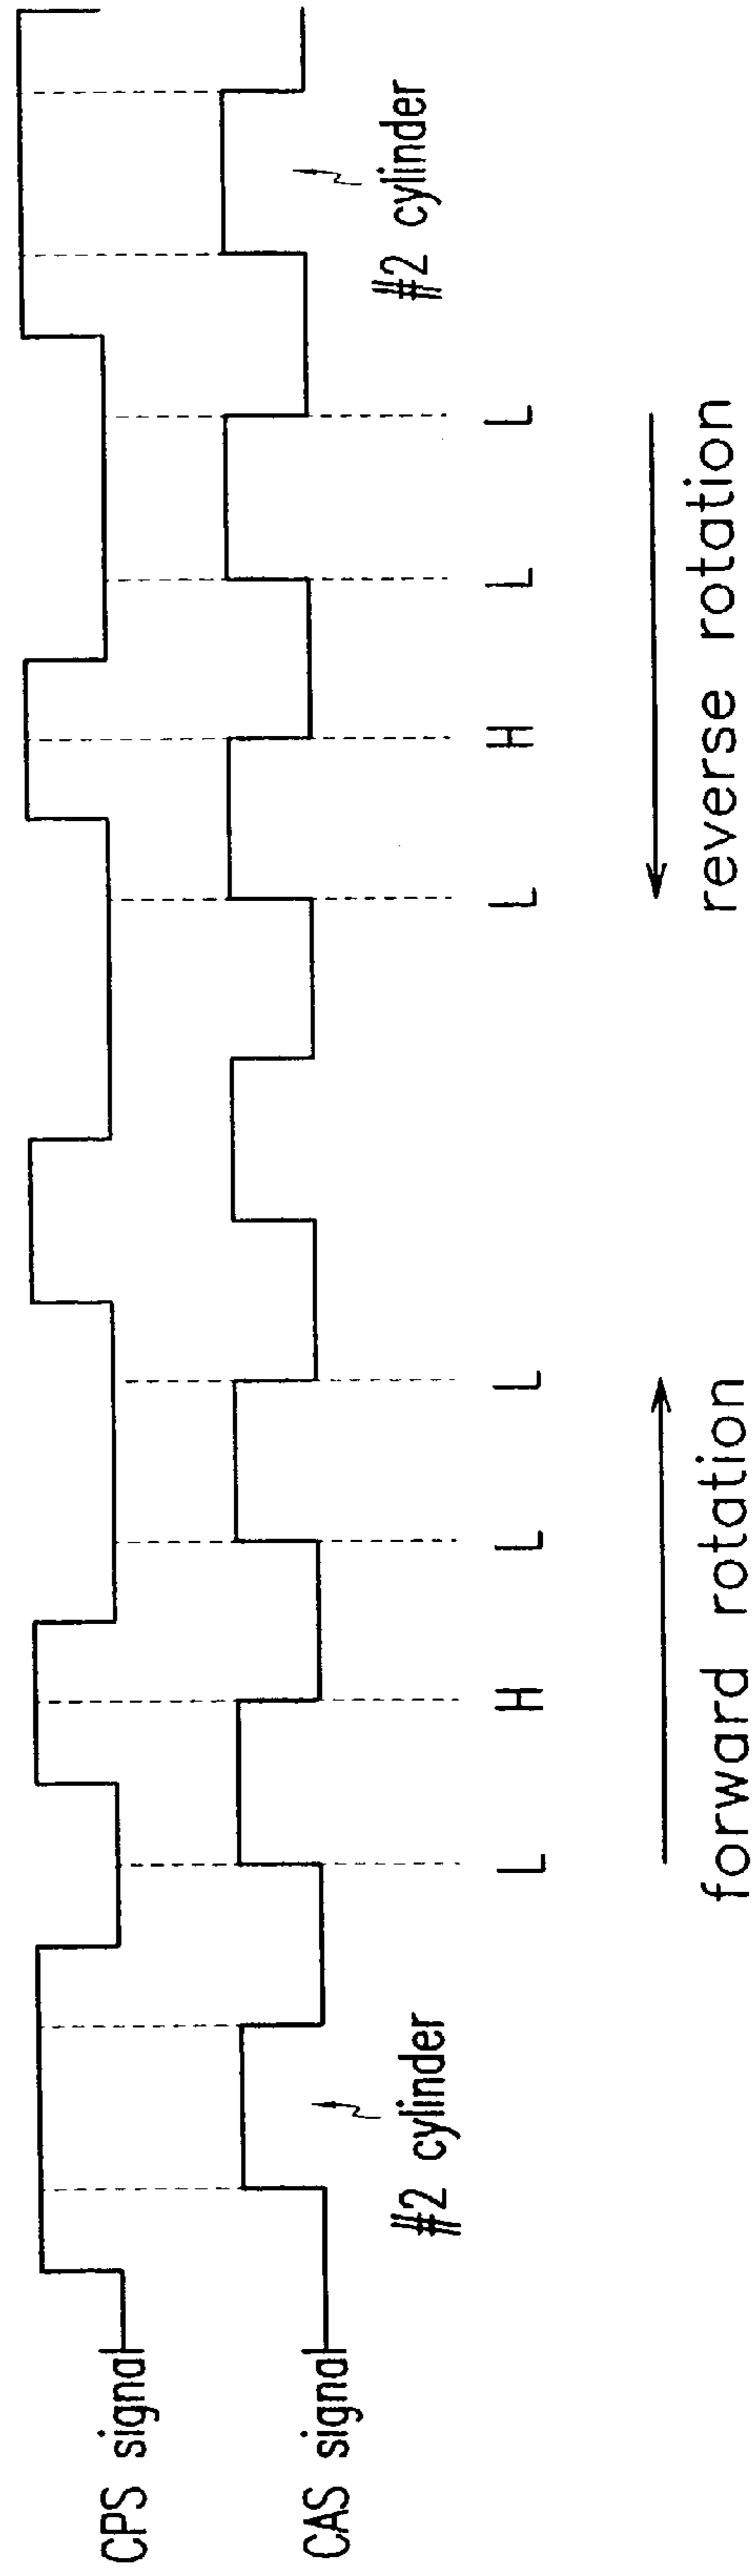 CPS signal
CAS signal
#2 cylinder
#2 cylinder
L H L L
L H L L
forward rotation
reverse rotation